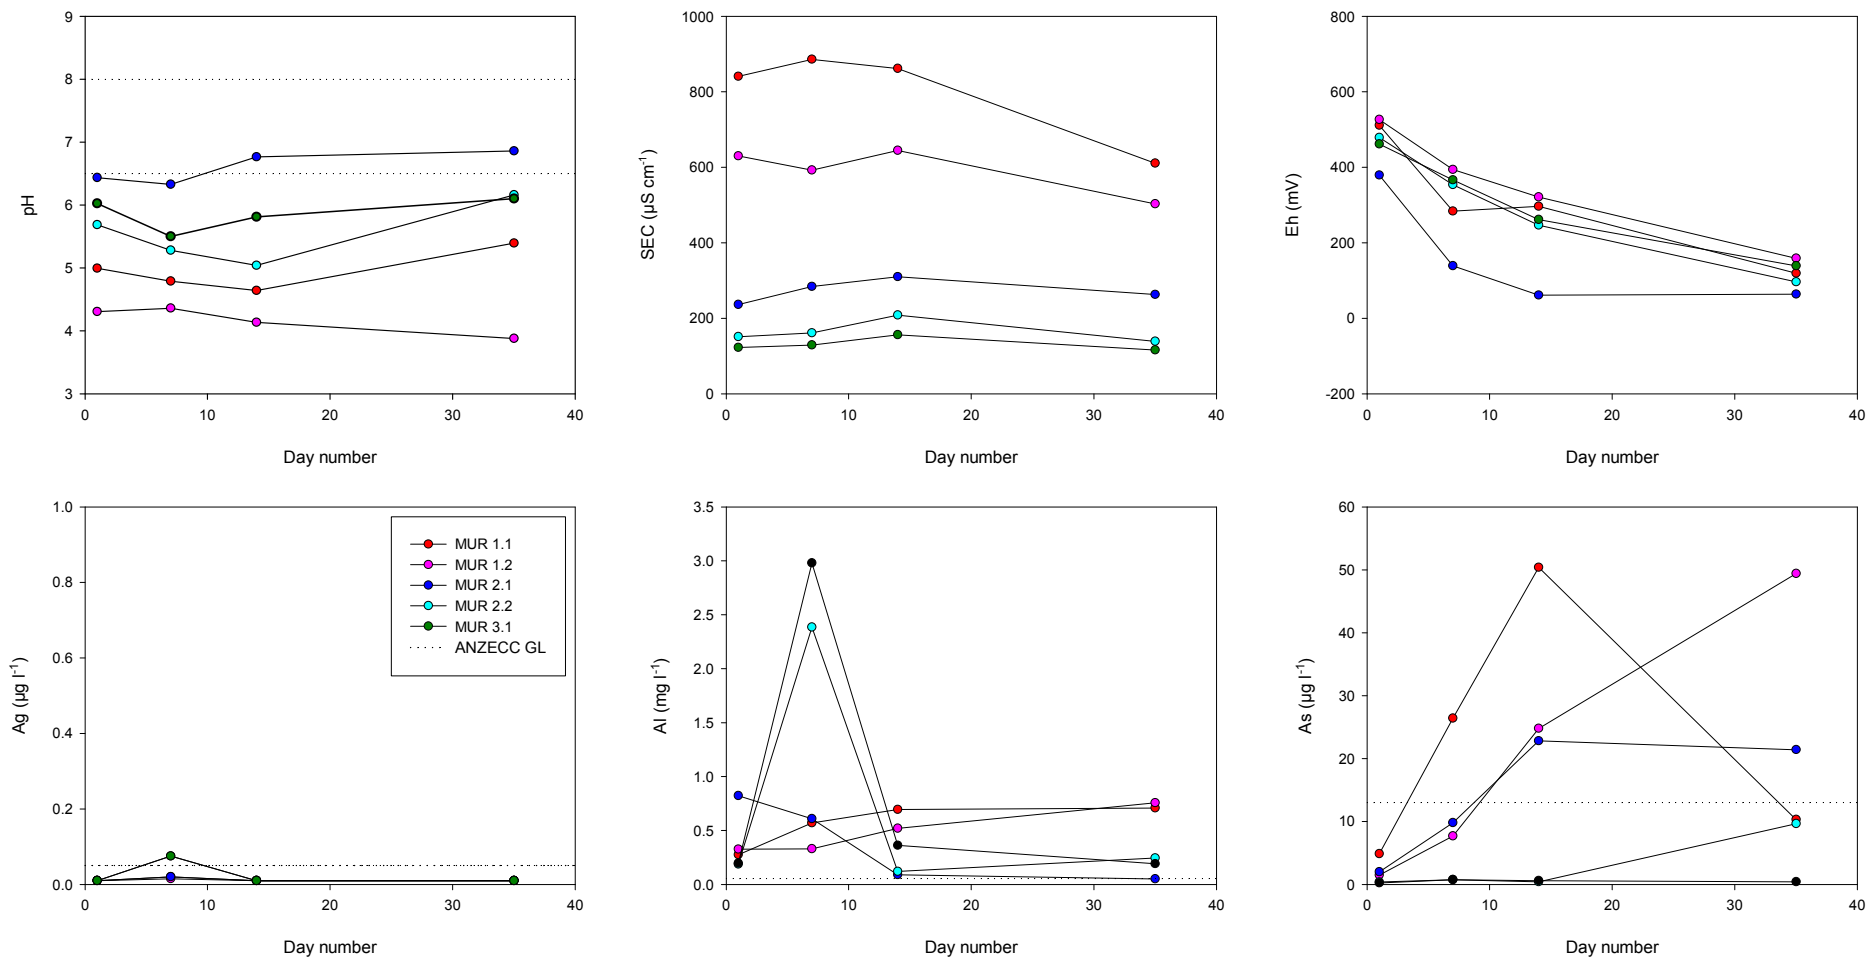 9
8
7
6
5
4
3
pH
0 10 20 30 40
Day number
1000
800
600
400
200
0
SEC (µS cm⁻¹)
0 10 20 30 40
Day number
800
600
400
200
0
-200
Eh (mV)
0 10 20 30 40
Day number
1.0
0.8
0.6
0.4
0.2
0.0
Ag (µg l⁻¹)
MUR 1.1
MUR 1.2
MUR 2.1
MUR 2.2
MUR 3.1
ANZECC GL
0 10 20 30 40
Day number
3.5
3.0
2.5
2.0
1.5
1.0
0.5
0.0
Al (mg l⁻¹)
0 10 20 30 40
Day number
60
50
40
30
20
10
0
As (µg l⁻¹)
0 10 20 30 40
Day number